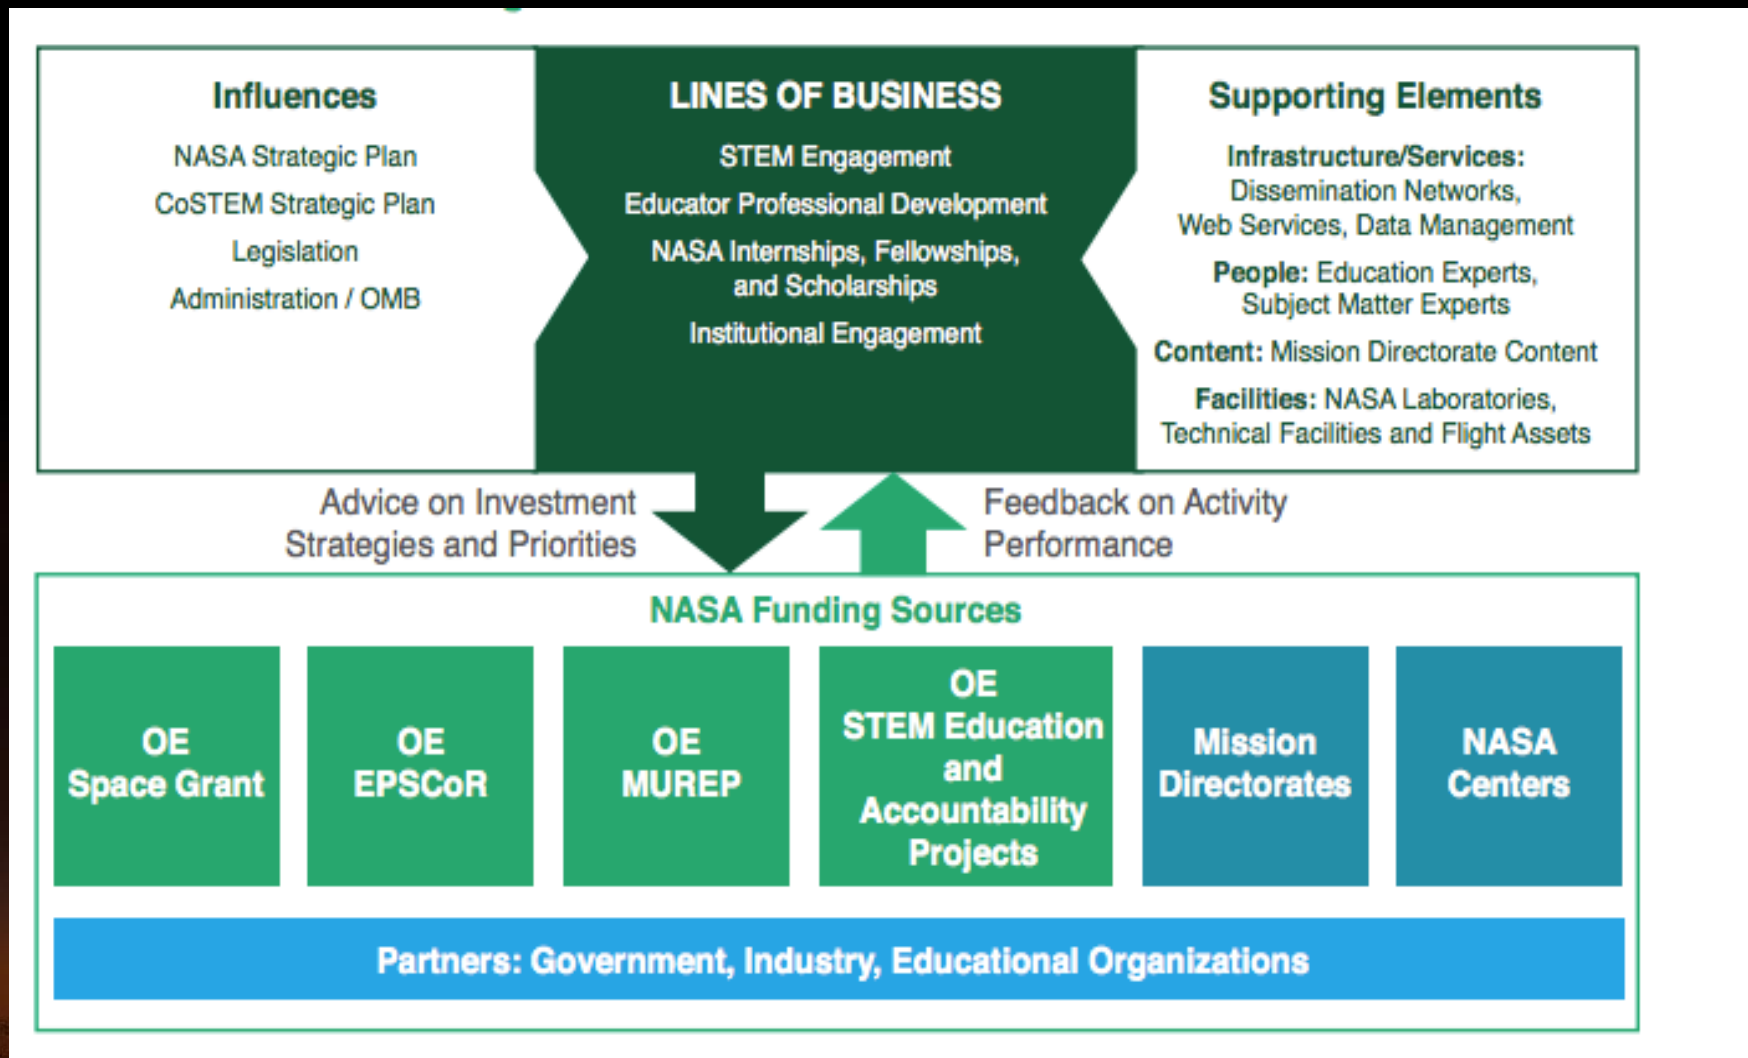 Influences
NASA Strategic Plan
CoSTEM Strategic Plan
Legislation
Administration / OMB
LINES OF BUSINESS
STEM Engagement
Educator Professional Development
NASA Internships, Fellowships,
and Scholarships
Institutional Engagement
Supporting Elements
Infrastructure/Services:
Dissemination Networks,
Web Services, Data Management
People: Education Experts,
Subject Matter Experts
Content: Mission Directorate Content
Facilities: NASA Laboratories,
Technical Facilities and Flight Assets
Advice on Investment
Strategies and Priorities
Feedback on Activity
Performance
NASA Funding Sources
OE
Space Grant
OE
EPSCoR
OE
MUREP
OE
STEM Education
and
Accountability
Projects
Mission
Directorates
NASA
Centers
Partners: Government, Industry, Educational Organizations